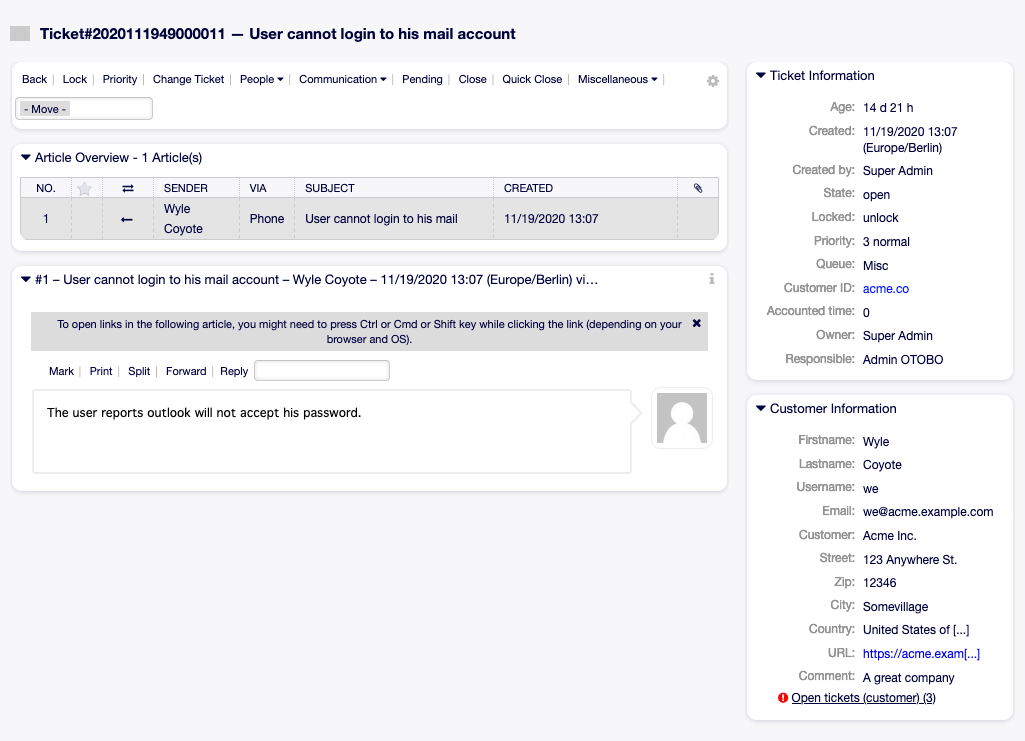 Ticket#2020111949000011 — User cannot login to his mail account
Back Lock Priority Change Ticket People Communication Pending Close Quick Close Miscellaneous
- Move -
Article Overview - 1 Article(s)
NO. SENDER VIA SUBJECT CREATED
1 Wyle Coyote Phone User cannot login to his mail 11/19/2020 13:07
#1 – User cannot login to his mail account – Wyle Coyote – 11/19/2020 13:07 (Europe/Berlin) vi…
To open links in the following article, you might need to press Ctrl or Cmd or Shift key while clicking the link (depending on your
browser and OS).
Mark Print Split Forward Reply
The user reports outlook will not accept his password.
Ticket Information
Age: 14 d 21 h
Created: 11/19/2020 13:07
(Europe/Berlin)
Created by: Super Admin
State: open
Locked: unlock
Priority: 3 normal
Queue: Misc
Customer ID: acme.co
Accounted time: 0
Owner: Super Admin
Responsible: Admin OTOBO
Customer Information
Firstname: Wyle
Lastname: Coyote
Username: we
Email: we@acme.example.com
Customer: Acme Inc.
Street: 123 Anywhere St.
Zip: 12346
City: Somevillage
Country: United States of [...]
URL: https://acme.exam[...]
Comment: A great company
Open tickets (customer) (3)